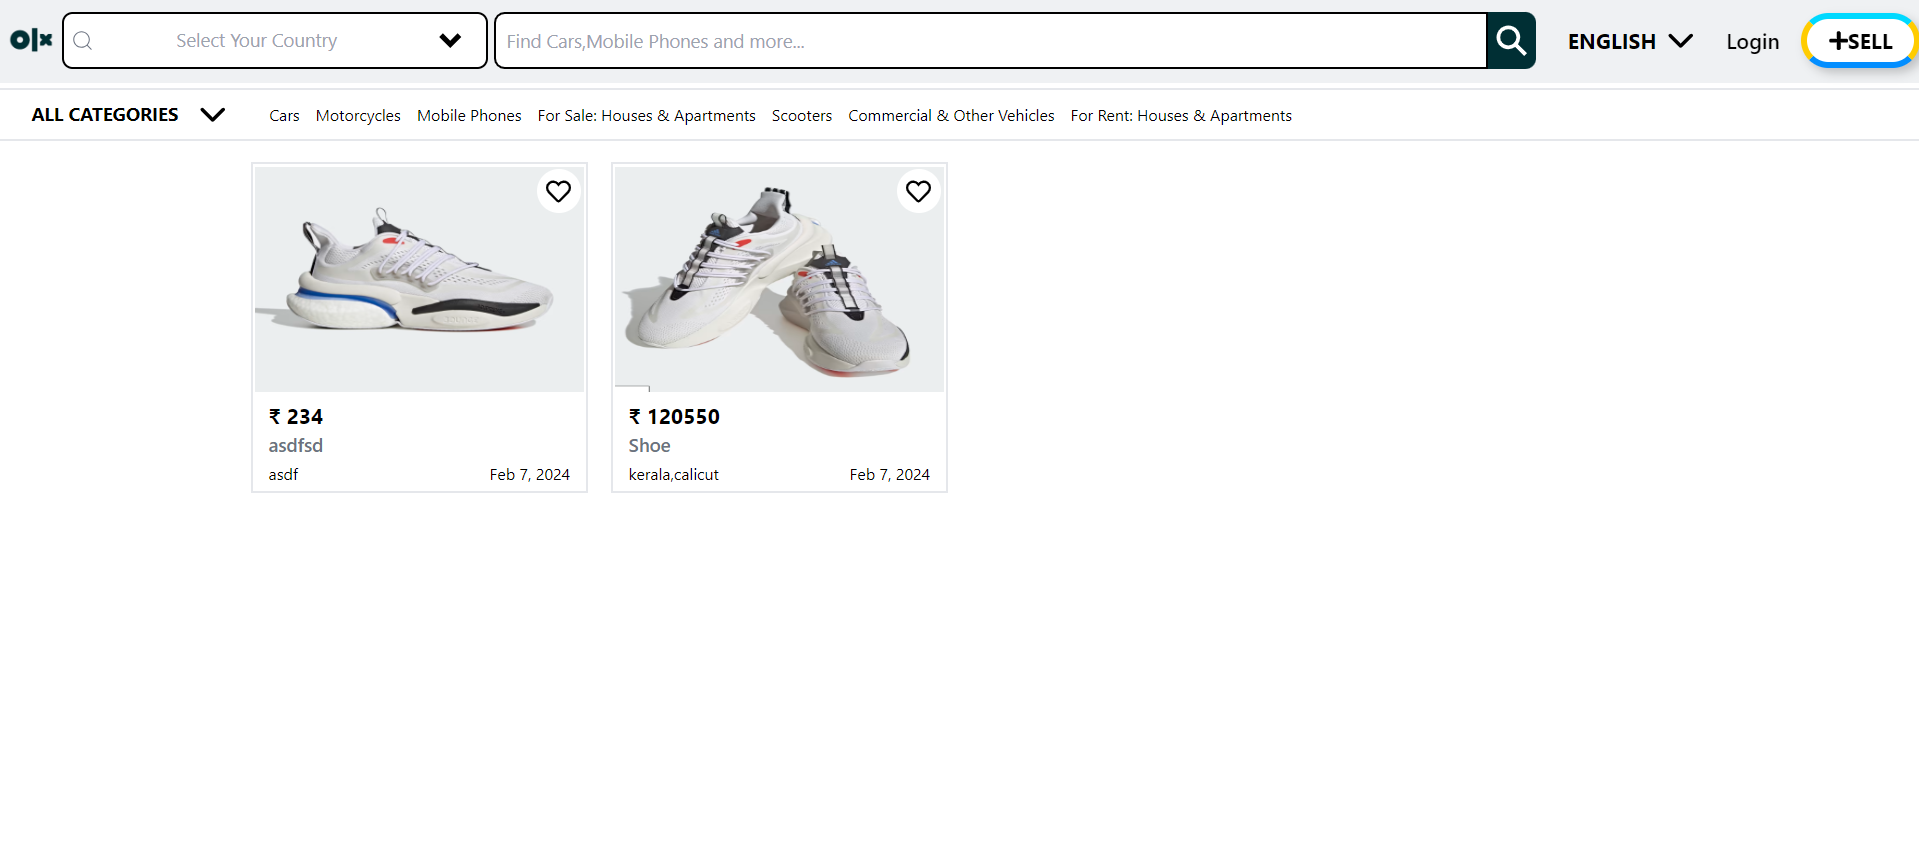 olx
Select Your Country
Find Cars,Mobile Phones and more...
ENGLISH
Login
+SELL
ALL CATEGORIES
Cars
Motorcycles
Mobile Phones
For Sale: Houses & Apartments
Scooters
Commercial & Other Vehicles
For Rent: Houses & Apartments
₹ 234
asdfsd
asdf
Feb 7, 2024
₹ 120550
Shoe
kerala,calicut
Feb 7, 2024